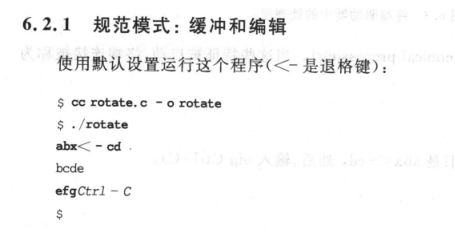 6.2.1 规范模式：缓冲和编辑
使用默认设置运行这个程序(<-是退格键)：
$ cc rotate.c -o rotate
$ ./rotate
abx<-cd
bcde
efgCtrl-C
$